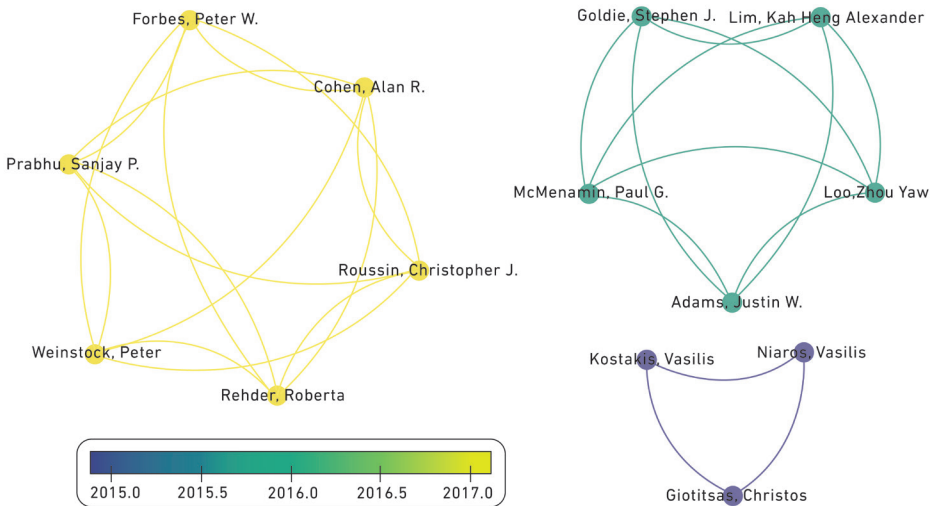 Forbes, Peter W.
Cohen, Alan R.
Prabhu, Sanjay P.
Roussin, Christopher J.
Weinstock, Peter
Rehder, Roberta
Goldie, Stephen J.
Lim, Kah Heng Alexander
McMenamin, Paul G.
Loo,Zhou Yaw
Adams, Justin W.
Kostakis, Vasilis
Niaros, Vasilis
Giotitsas, Christos
2015.0 2015.5 2016.0 2016.5 2017.0